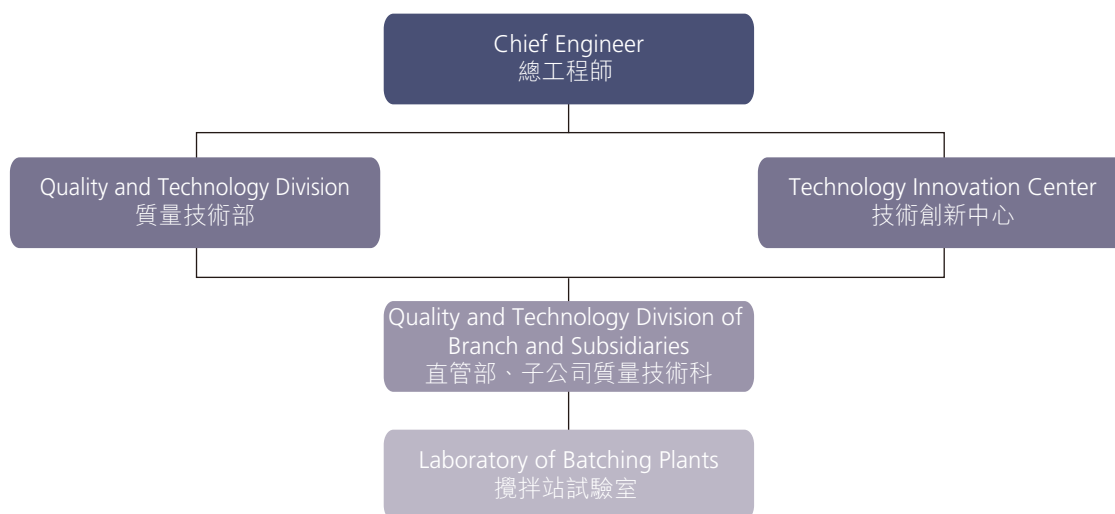 Chief Engineer
總工程師
Quality and Technology Division
質量技術部
Technology Innovation Center
技術創新中心
Quality and Technology Division of
Branch and Subsidiaries
直管部、子公司質量技術科
Laboratory of Batching Plants
攪拌站試驗室